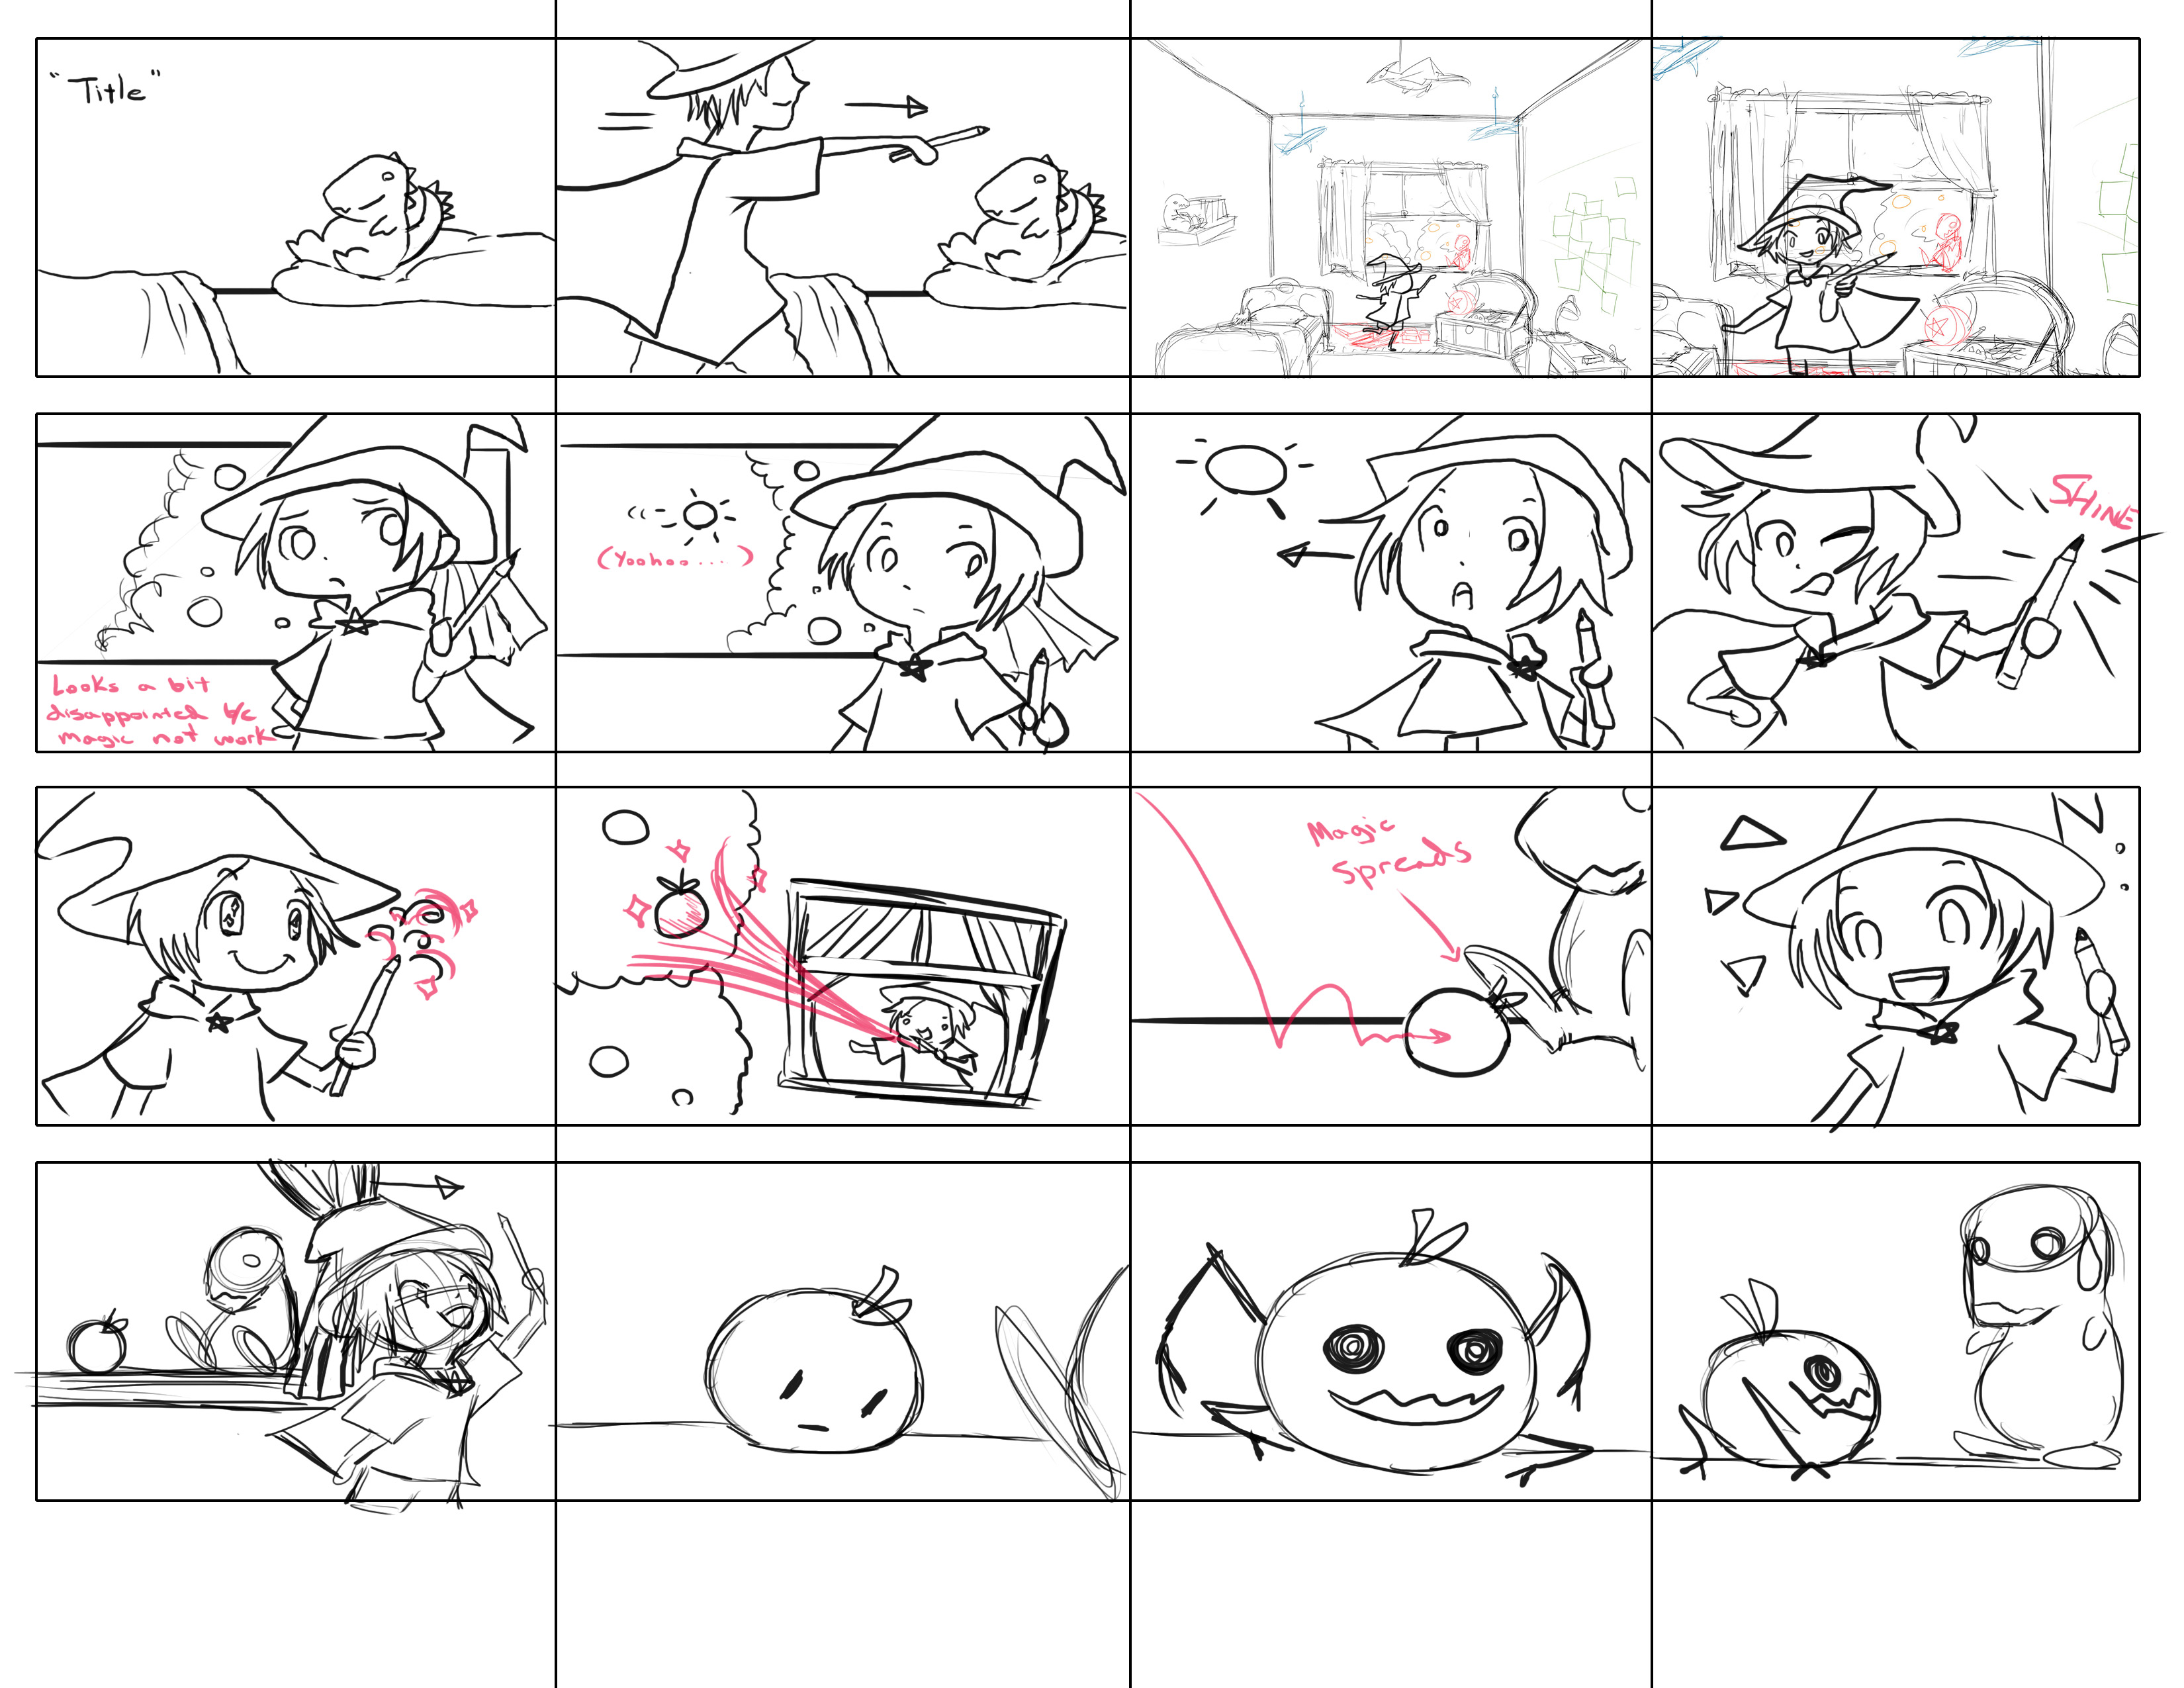 "Title"
Looks a bit
disappointed b/c
magic not work
(Yoohoo....)
SHINE
Magic
Spreads